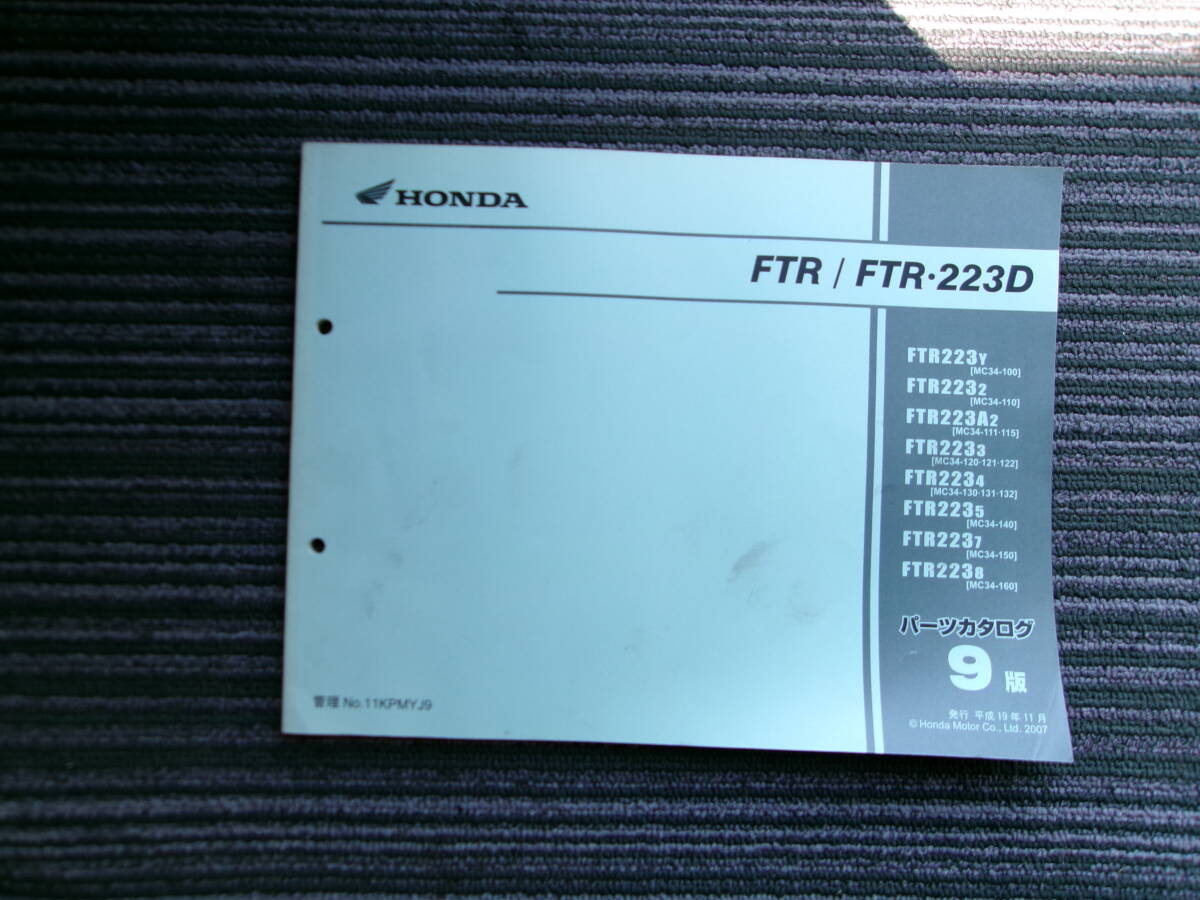 HONDA
FTR / FTR·223D
FTR223Y
[MC34-100]
FTR2232
[MC34-110]
FTR223A2
[MC34-111·115]
FTR2233
[MC34-120·121·122]
FTR2234
[MC34-130·131·132]
FTR2235
[MC34-140]
FTR2237
[MC34-150]
FTR2238
[MC34-160]
パーツカタログ
9版
管理 No.11KPMYJ9
発行 平成19年11月
© Honda Motor Co., Ltd. 2007